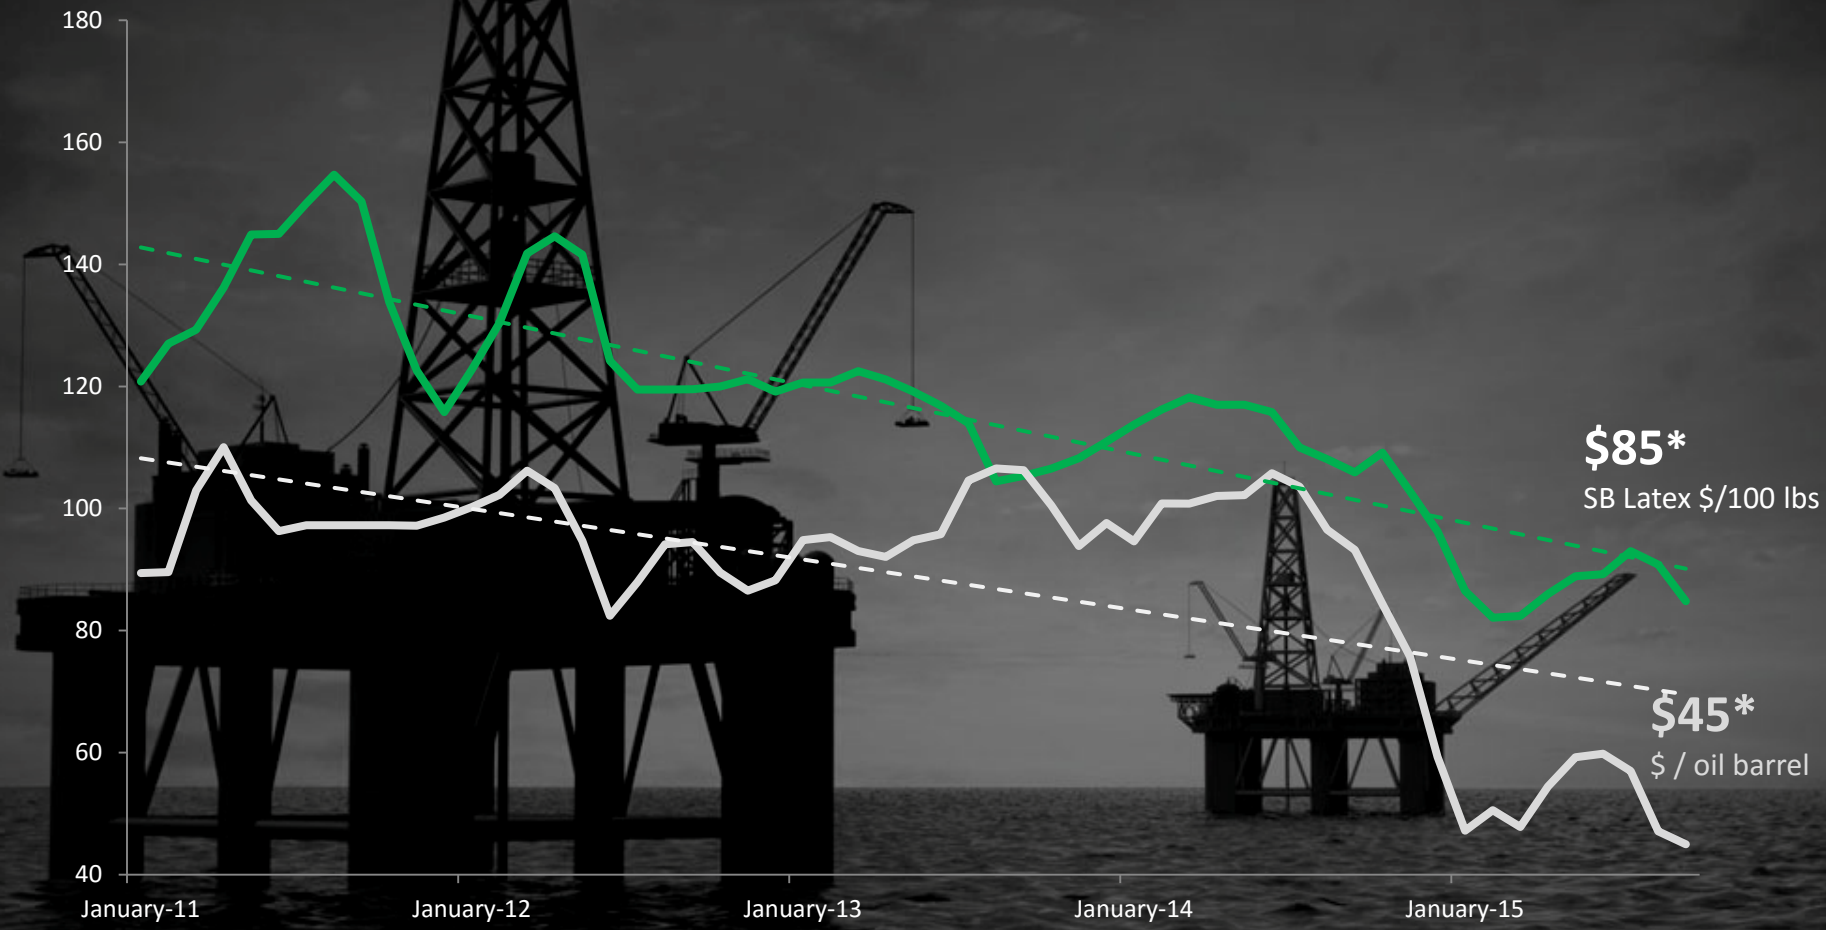 180
160
140
120
100
80
60
40
$85*
SB Latex $/100 lbs
$45*
$ / oil barrel
January-11
January-12
January-13
January-14
January-15